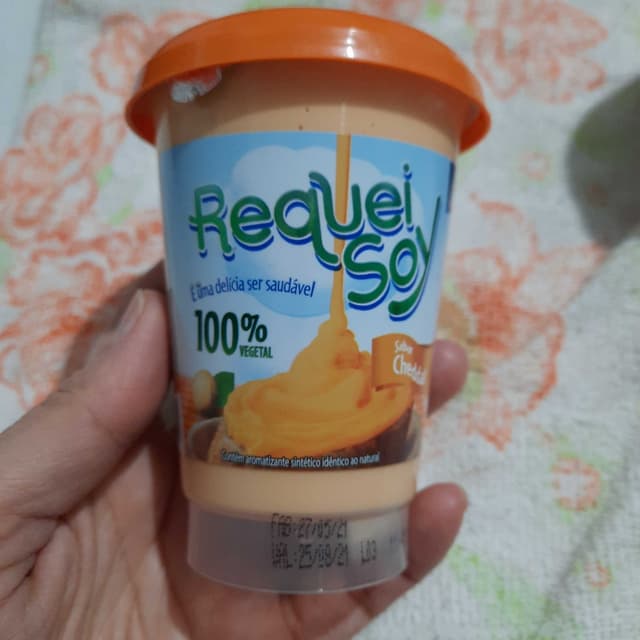 Requei
Soy
É uma delícia ser saudável
100%
VEGETAL
Sabor
Cheddar
Contém aromatizante sintético idêntico ao natural
FAB:27/05/21
VAL:25/08/21 L03